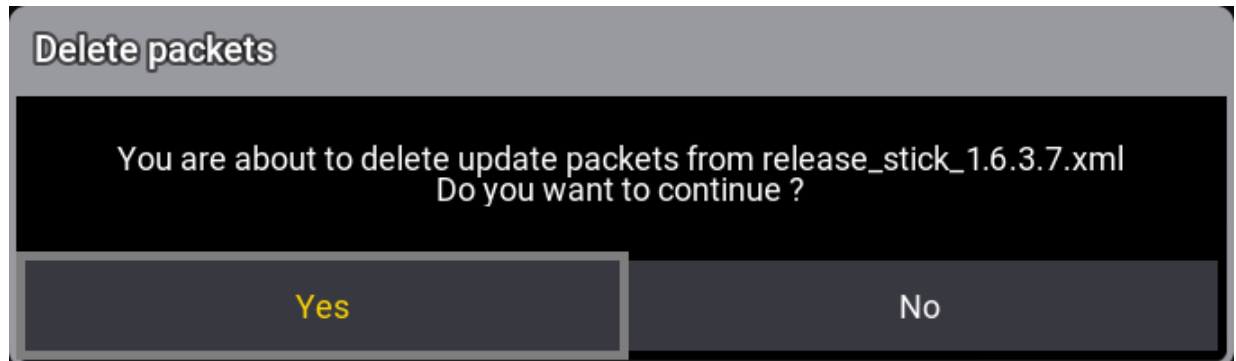 Delete packets
You are about to delete update packets from release_stick_1.6.3.7.xml
Do you want to continue ?
Yes
No